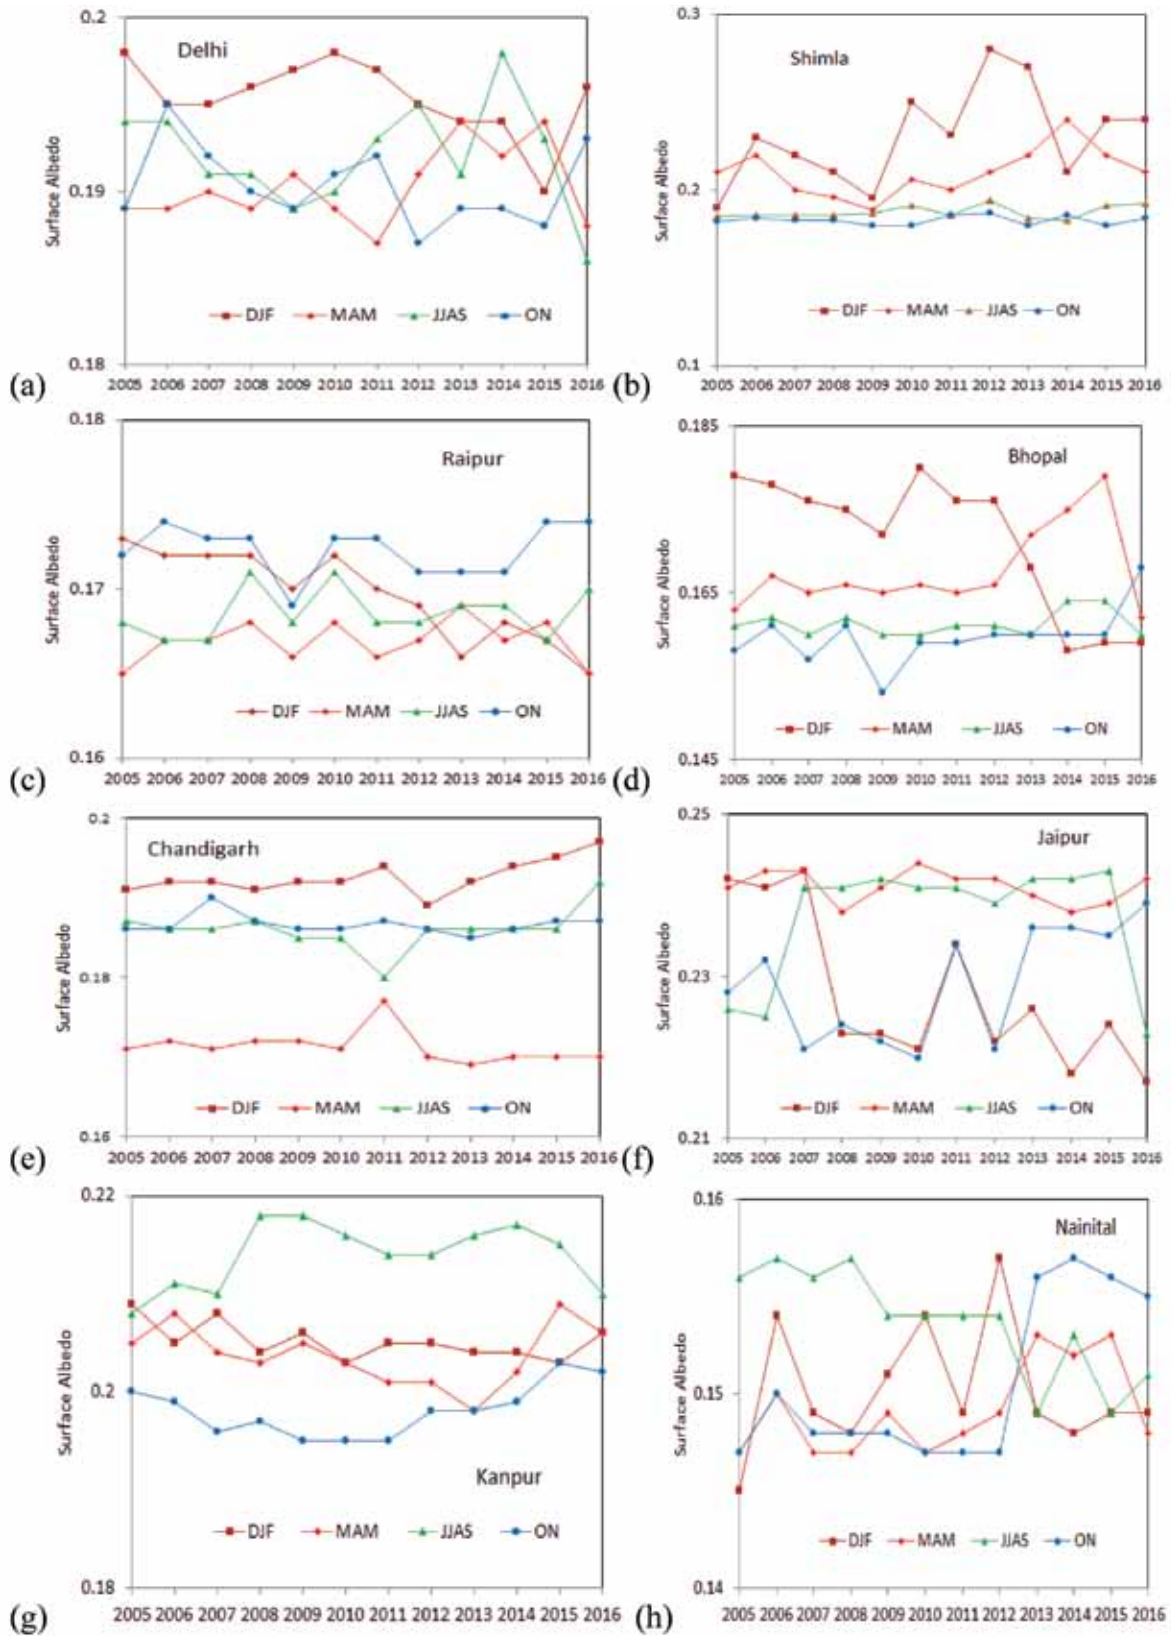 0.2
Delhi
0.19
Surface Albedo
DJF MAM JJAS ON
0.18
2005 2006 2007 2008 2009 2010 2011 2012 2013 2014 2015 2016
(a)
0.3
Shimla
0.2
Surface Albedo
DJF MAM JJAS ON
0.1
2005 2006 2007 2008 2009 2010 2011 2012 2013 2014 2015 2016
(b)
0.18
Raipur
0.17
Surface Albedo
DJF MAM JJAS ON
0.16
2005 2006 2007 2008 2009 2010 2011 2012 2013 2014 2015 2016
(c)
0.185
Bhopal
0.165
Surface Albedo
DJF MAM JJAS ON
0.145
2005 2006 2007 2008 2009 2010 2011 2012 2013 2014 2015 2016
(d)
0.2
Chandigarh
0.18
Surface Albedo
DJF MAM JJAS ON
0.16
2005 2006 2007 2008 2009 2010 2011 2012 2013 2014 2015 2016
(e)
0.25
Jaipur
0.23
Surface Albedo
DJF MAM JJAS ON
0.21
2005 2006 2007 2008 2009 2010 2011 2012 2013 2014 2015 2016
(f)
0.22
0.2
Surface Albedo
Kanpur
DJF MAM JJAS ON
0.18
2005 2006 2007 2008 2009 2010 2011 2012 2013 2014 2015 2016
(g)
0.16
Nainital
0.15
Surface Albedo
DJF MAM JJAS ON
0.14
2005 2006 2007 2008 2009 2010 2011 2012 2013 2014 2015 2016
(h)